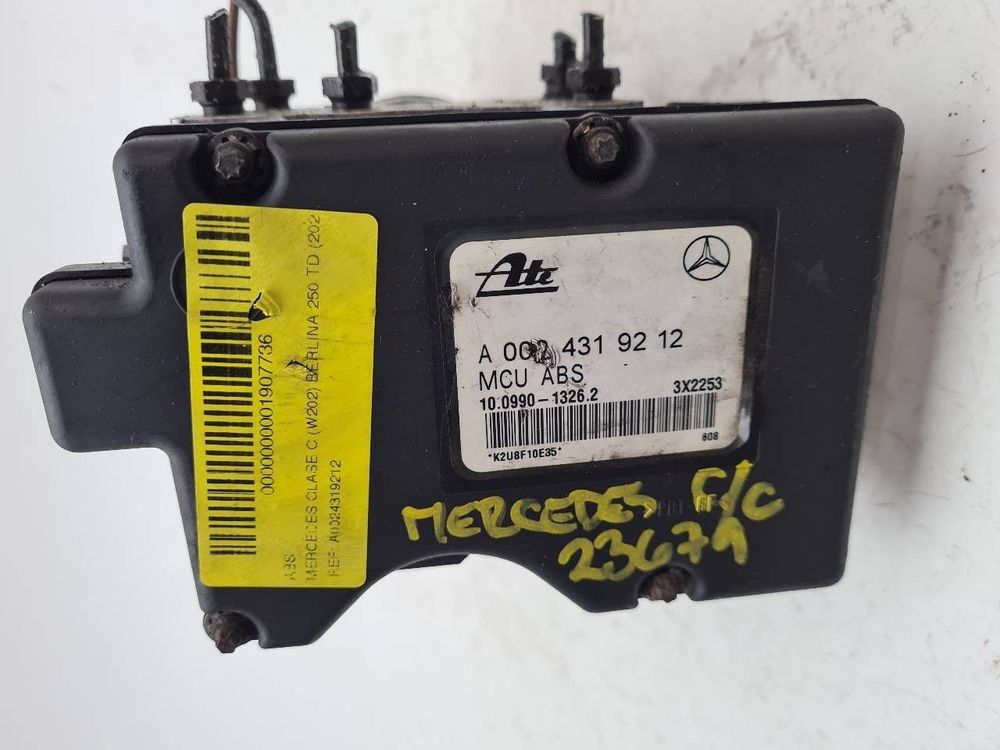 Ate
A 002 431 92 12
MCU ABS
10.0990-1326.2
3X2253
*K2U8F10E35*
608
ABS
MERCEDES CLASE C (W202) BERLINA 250 TD (202
REF: A0024319212
MERCEDES C/C
23679